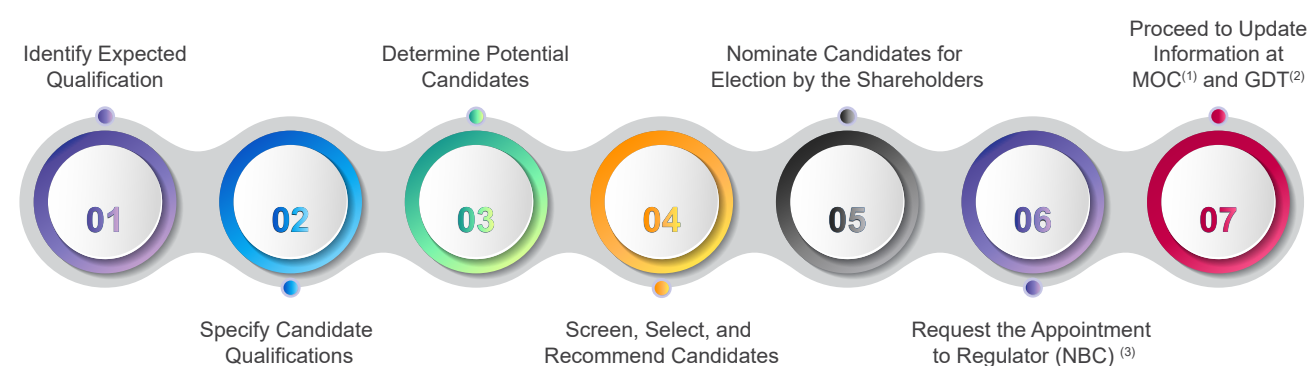 Identify Expected
Qualification
01
Specify Candidate
Qualifications
02
Determine Potential
Candidates
03
Screen, Select, and
Recommend Candidates
04
Nominate Candidates for
Election by the Shareholders
05
Request the Appointment
to Regulator (NBC) (3)
06
Proceed to Update
Information at
MOC(1) and GDT(2)
07